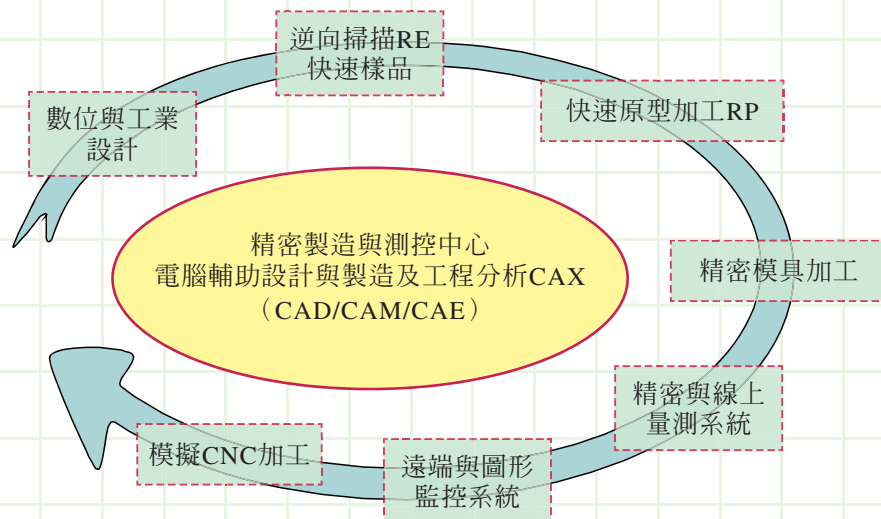 逆向掃描RE
快速樣品
數位與工業
設計
快速原型加工RP
精密製造與測控中心
電腦輔助設計與製造及工程分析CAX
（CAD/CAM/CAE）
精密模具加工
精密與線上
量測系統
遠端與圖形
監控系統
模擬CNC加工